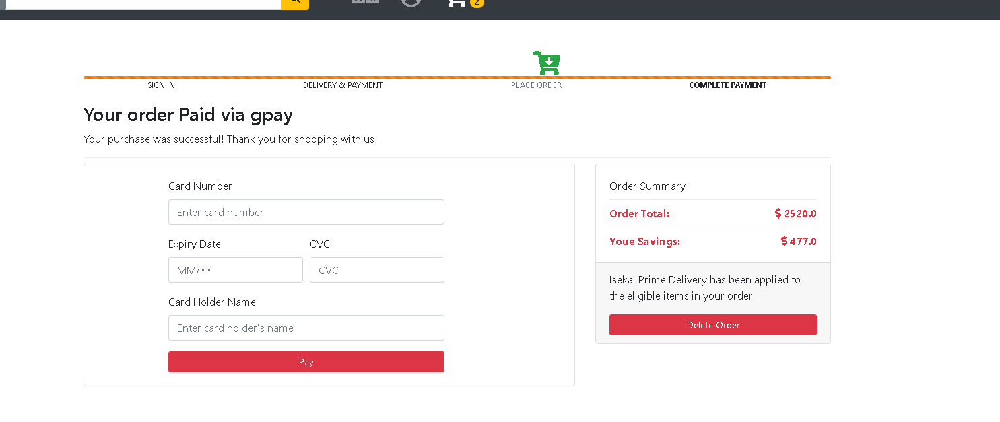 2
SIGN IN DELIVERY & PAYMENT PLACE ORDER COMPLETE PAYMENT
Your order Paid via gpay
Your purchase was successful! Thank you for shopping with us!
Card Number
Enter card number
Expiry Date CVC
MM/YY CVC
Card Holder Name
Enter card holder's name
Pay
Order Summary
Order Total: $ 2520.0
Youe Savings: $ 477.0
Isekai Prime Delivery has been applied to
the eligible items in your order.
Delete Order